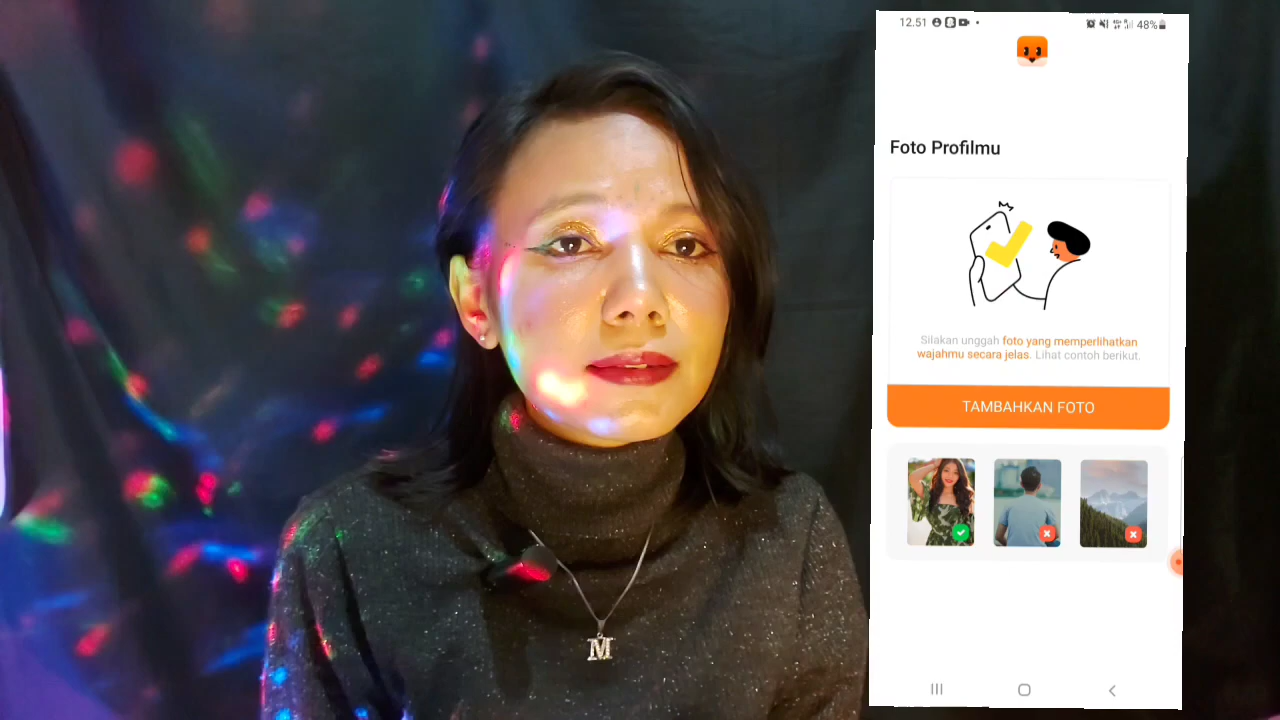 12.51
48%
Foto Profilmu
Silakan unggah foto yang memperlihatkan
wajahmu secara jelas. Lihat contoh berikut.
TAMBAHKAN FOTO
M